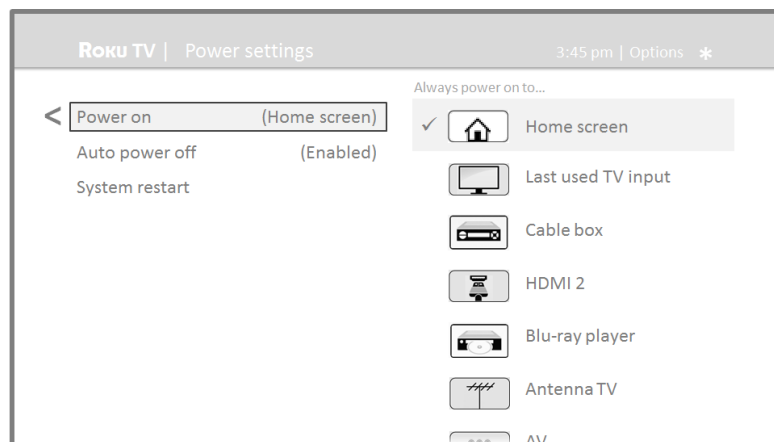 Roku TV | Power settings
3:45 pm | Options *
Always power on to...
< Power on (Home screen)
Auto power off (Enabled)
System restart
✓ Home screen
Last used TV input
Cable box
HDMI 2
Blu-ray player
Antenna TV
AV